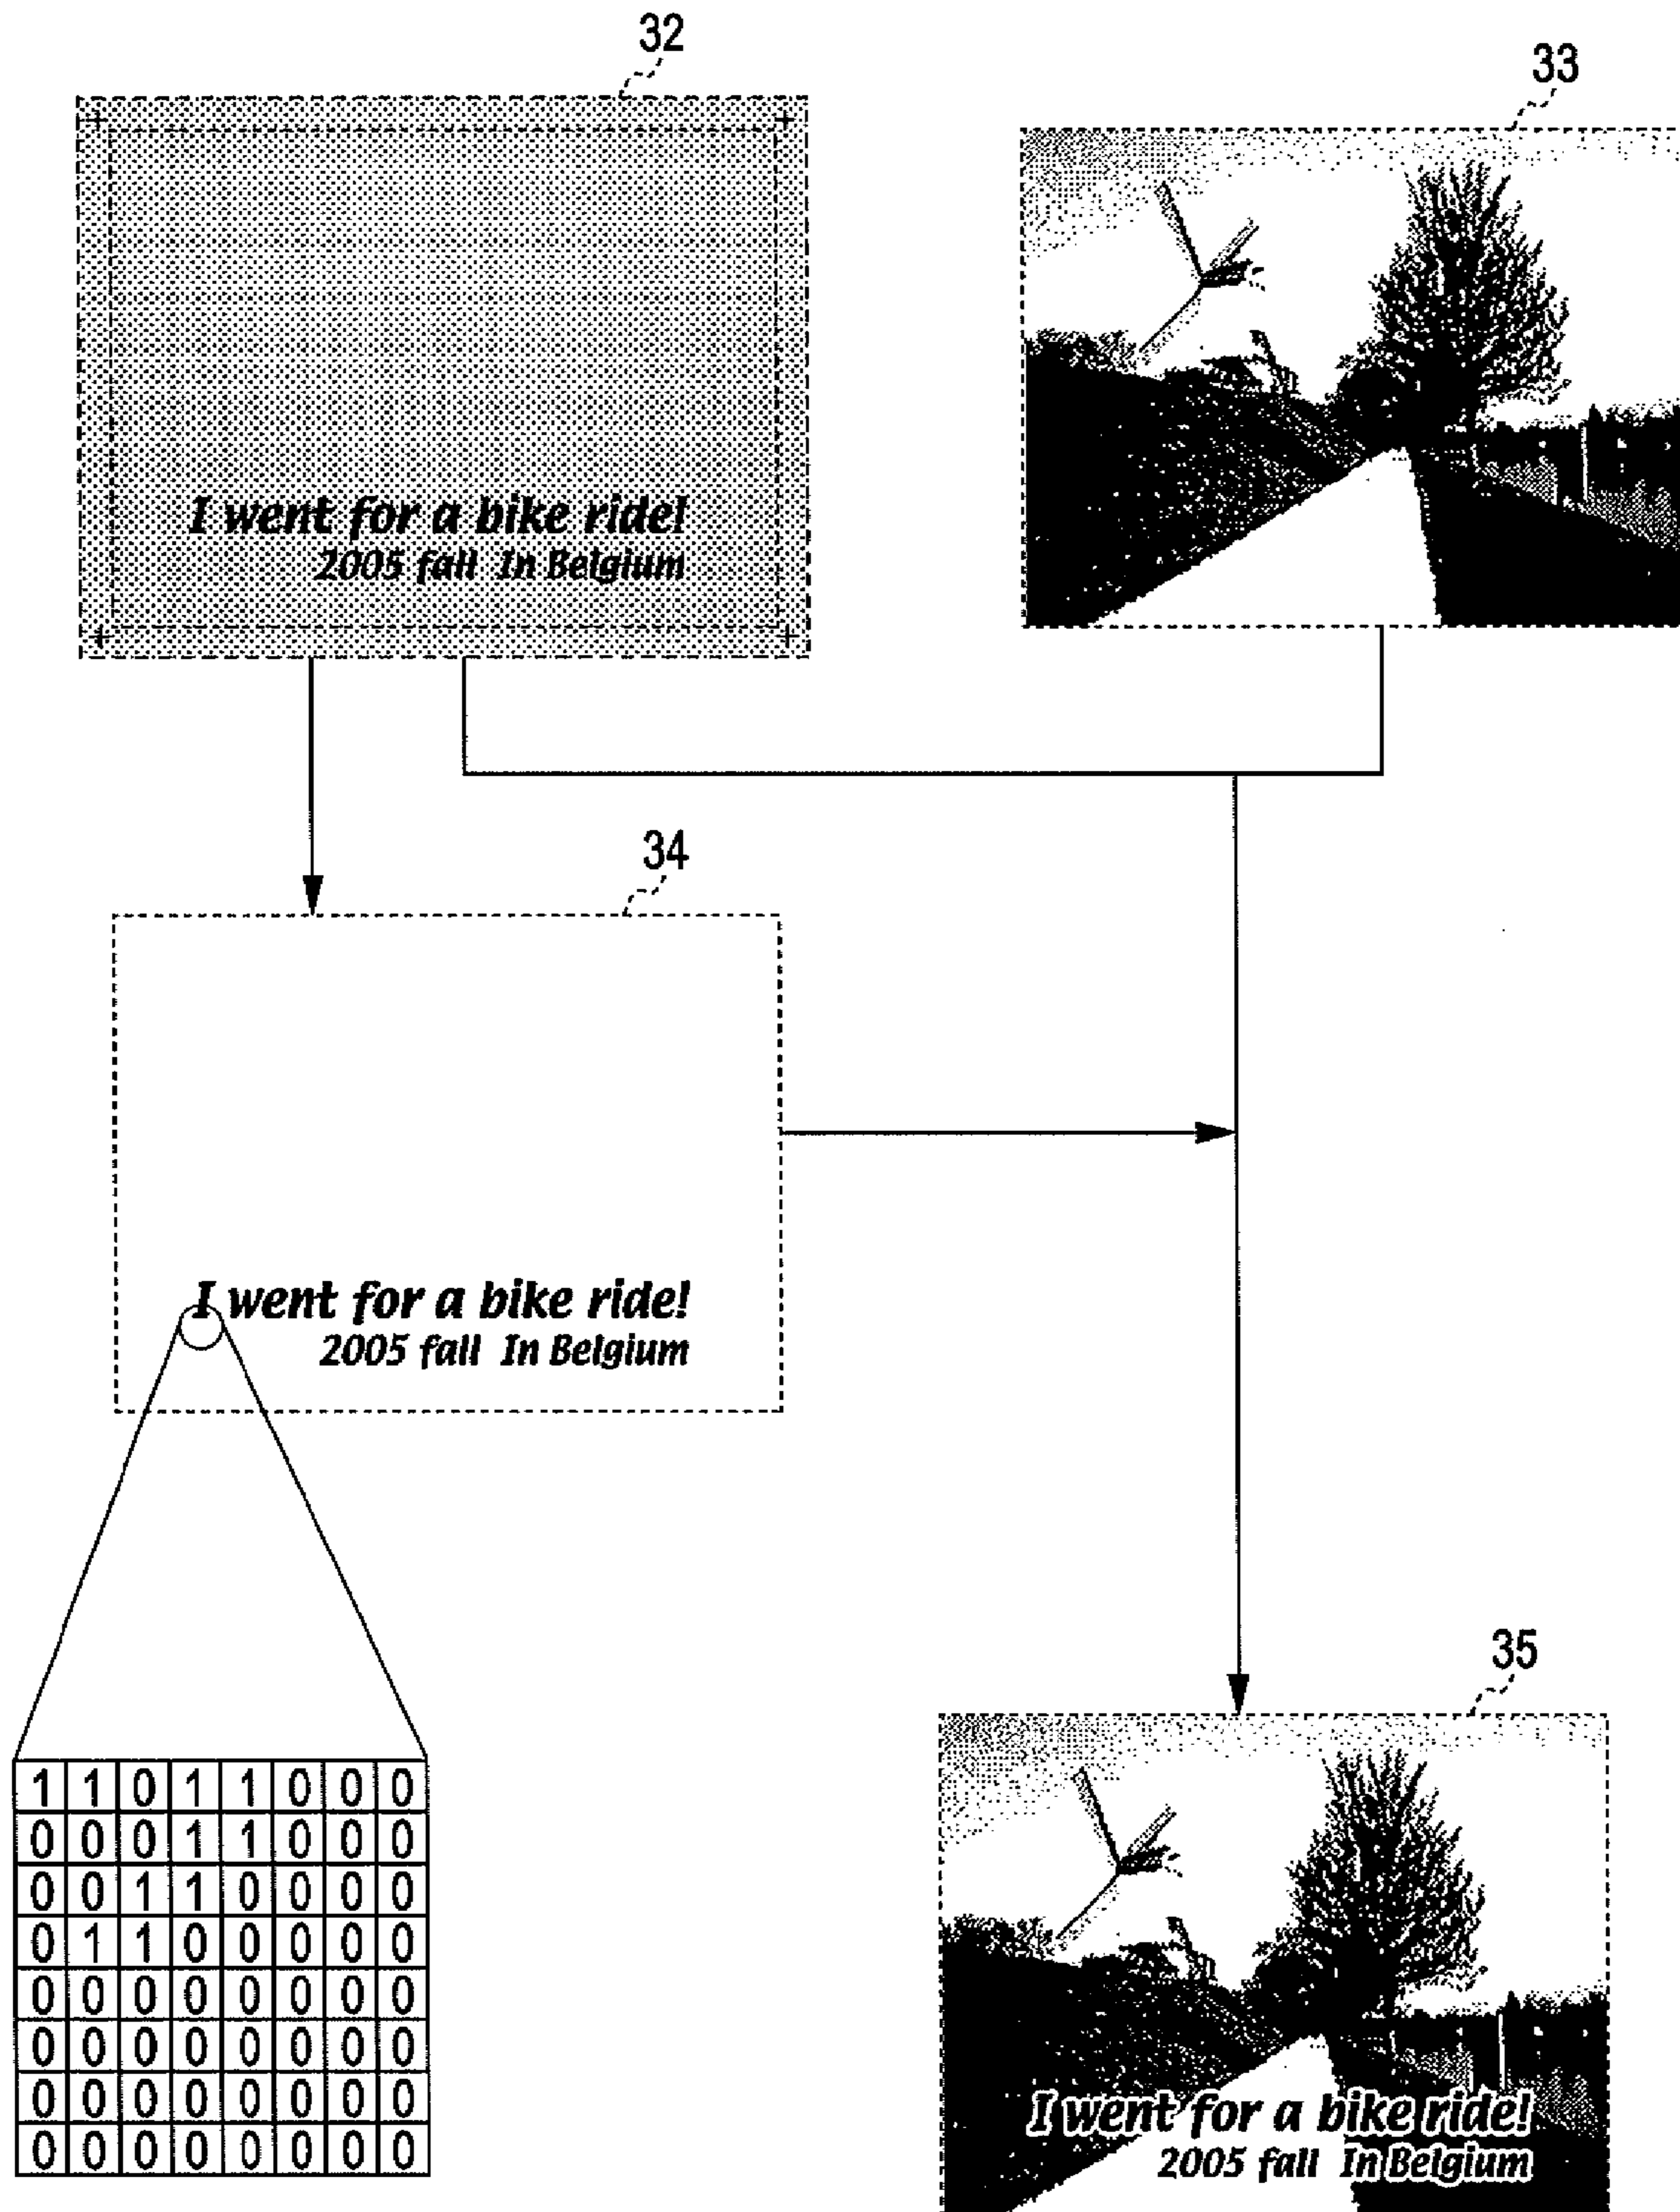 32
33
I went for a bike ride!
2005 fall In Belgium
34
I went for a bike ride!
2005 fall In Belgium
35
1 1 0 1 1 0 0 0
0 0 0 1 1 0 0 0
0 0 1 1 0 0 0 0
0 1 1 0 0 0 0 0
0 0 0 0 0 0 0 0
0 0 0 0 0 0 0 0
0 0 0 0 0 0 0 0
0 0 0 0 0 0 0 0
I went for a bike ride!
2005 fall In Belgium